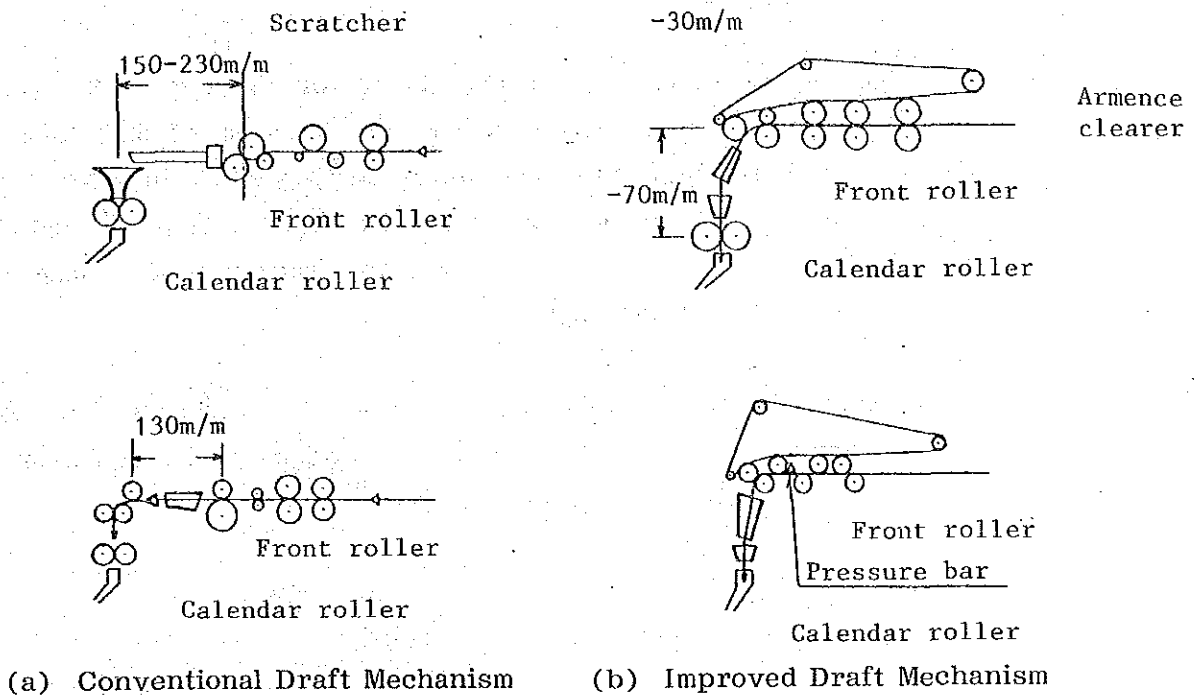 Scratcher
150-230m/m
Front roller
Calendar roller
-30m/m
Armence
clearer
-70m/m
Front roller
Calendar roller
130m/m
Front roller
Calendar roller
Front roller
Pressure bar
Calendar roller
(a) Conventional Draft Mechanism
(b) Improved Draft Mechanism